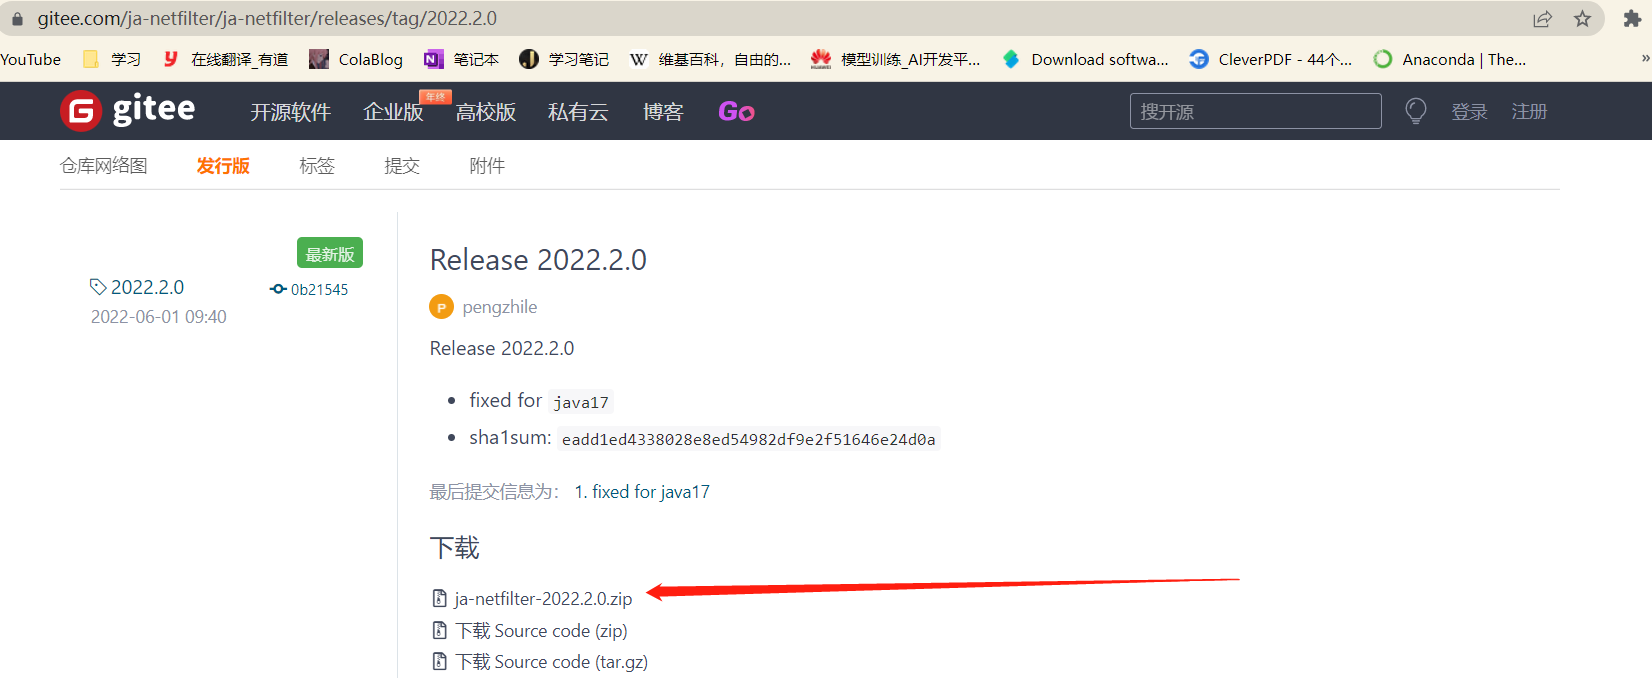 gitee.com/ja-netfilter/ja-netfilter/releases/tag/2022.2.0
YouTube 学习 y 在线翻译_有道 ColaBlog N 笔记本 学习笔记 W 维基百科，自由的... HUAWEI 模型训练_AI开发平... Download softwa... CleverPDF - 44个... Anaconda | The... »
G gitee 开源软件 企业版 年终 高校版 私有云 博客 Go 搜开源 登录 注册
仓库网络图 发行版 标签 提交 附件
最新版
2022.2.0 0b21545
2022-06-01 09:40
Release 2022.2.0
P pengzhile
Release 2022.2.0
• fixed for java17
• sha1sum: eadd1ed4338028e8ed54982df9e2f51646e24d0a
最后提交信息为： 1. fixed for java17
下载
ja-netfilter-2022.2.0.zip
下载 Source code (zip)
下载 Source code (tar.gz)